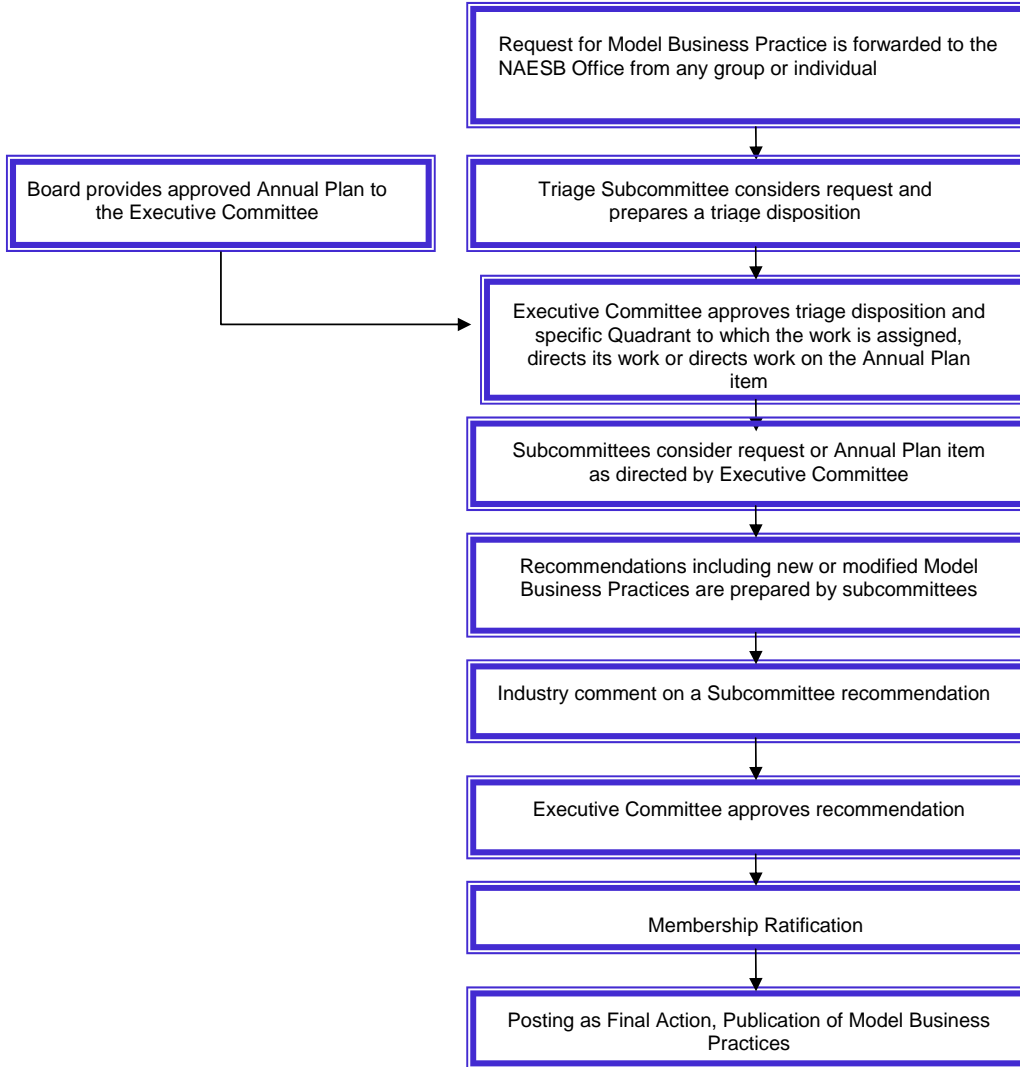 Request for Model Business Practice is forwarded to the
NAESB Office from any group or individual
Board provides approved Annual Plan to
the Executive Committee
Triage Subcommittee considers request and
prepares a triage disposition
Executive Committee approves triage disposition and
specific Quadrant to which the work is assigned,
directs its work or directs work on the Annual Plan
item
Subcommittees consider request or Annual Plan item
as directed by Executive Committee
Recommendations including new or modified Model
Business Practices are prepared by subcommittees
Industry comment on a Subcommittee recommendation
Executive Committee approves recommendation
Membership Ratification
Posting as Final Action, Publication of Model Business
Practices